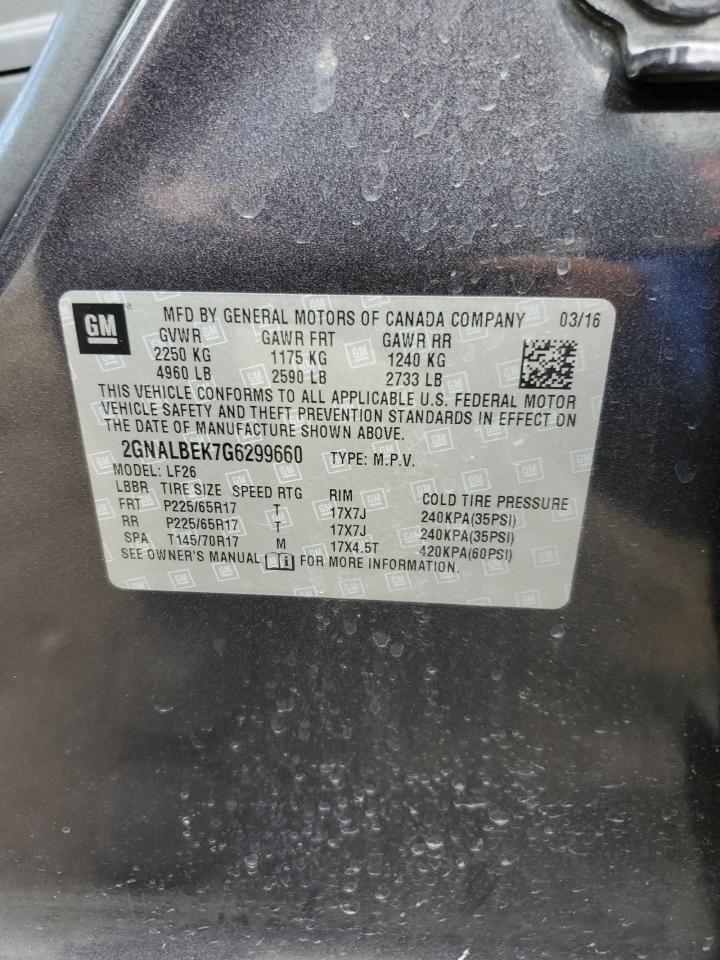 GM
MFD BY GENERAL MOTORS OF CANADA COMPANY 03/16
GVWR GAWR FRT GAWR RR
2250 KG 1175 KG 1240 KG
4960 LB 2590 LB 2733 LB
THIS VEHICLE CONFORMS TO ALL APPLICABLE U.S. FEDERAL MOTOR
VEHICLE SAFETY AND THEFT PREVENTION STANDARDS IN EFFECT ON
THE DATE OF MANUFACTURE SHOWN ABOVE.
2GNALBEK7G6299660 TYPE: M.P.V.
MODEL: LF26
LBBR TIRE SIZE SPEED RTG RIM COLD TIRE PRESSURE
FRT P225/65R17 T 17X7J 240KPA(35PSI)
RR P225/65R17 T 17X7J 240KPA(35PSI)
SPA T145/70R17 M 17X4.5T 420KPA(60PSI)
SEE OWNER'S MANUAL FOR MORE INFORMATION.